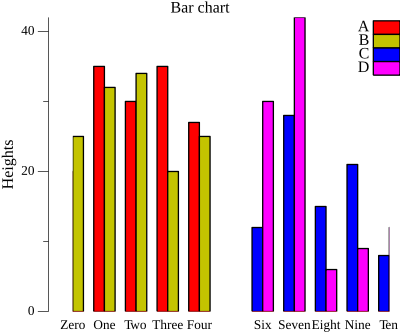 Bar chart
A
B
C
D
Heights
40
20
0
Zero One Two Three Four Six Seven Eight Nine Ten